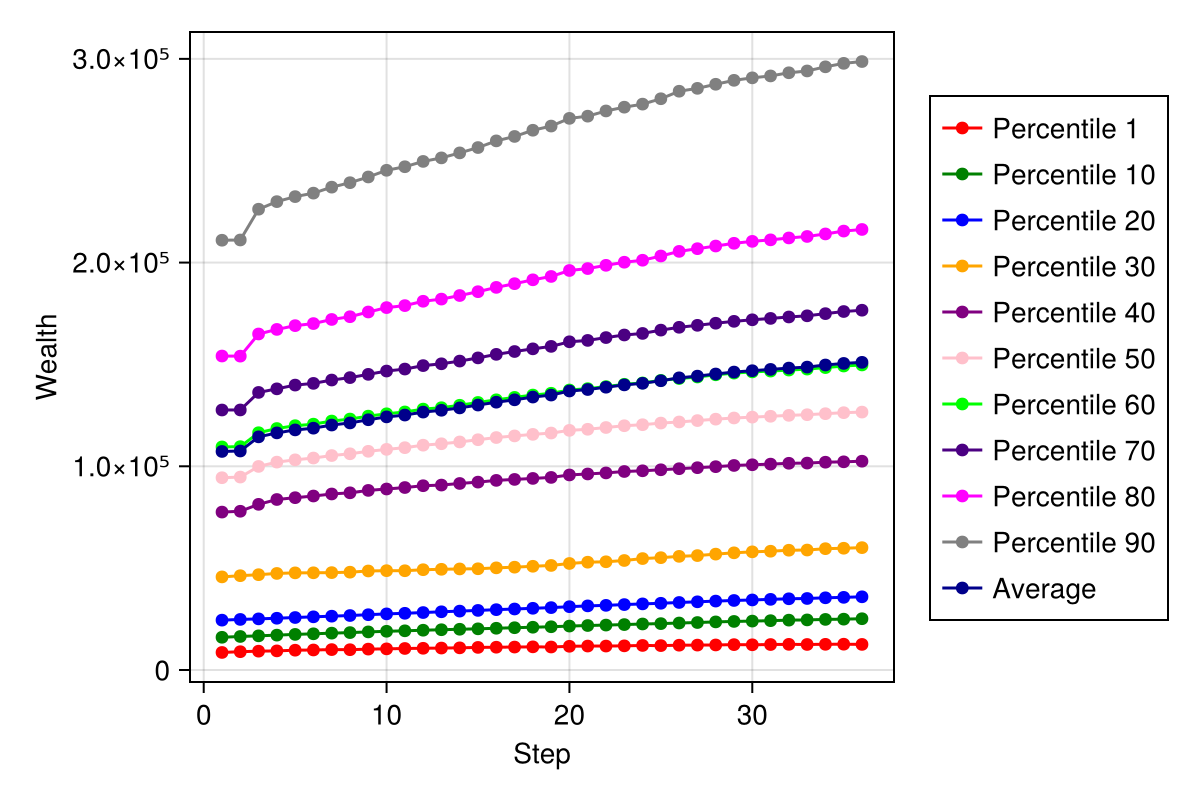 3.0×10⁵
2.0×10⁵
1.0×10⁵
0
Wealth
0 10 20 30
Step
Percentile 1
Percentile 10
Percentile 20
Percentile 30
Percentile 40
Percentile 50
Percentile 60
Percentile 70
Percentile 80
Percentile 90
Average